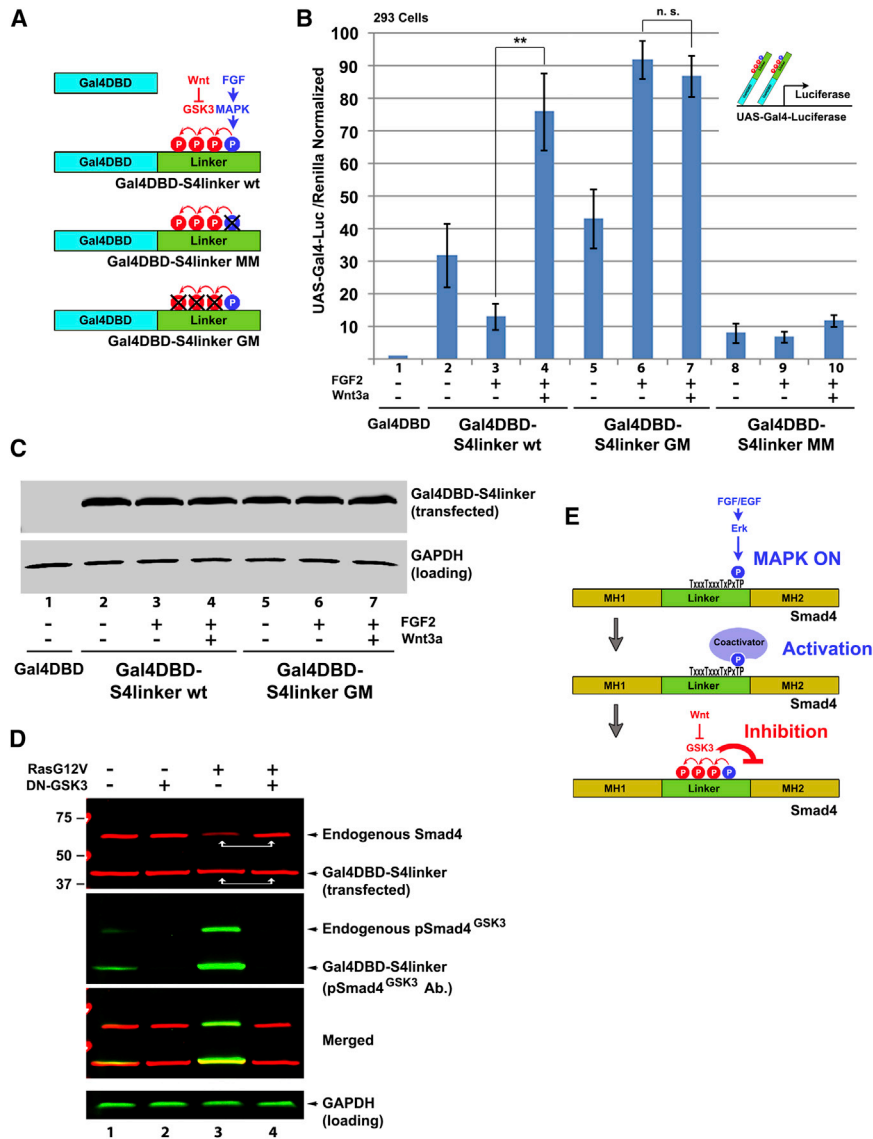 A
Gal4DBD
Wnt
FGF
GSK3
MAPK
P P P P
Gal4DBD
Linker
Gal4DBD-S4linker wt
P P P
Gal4DBD
Linker
Gal4DBD-S4linker MM
P
Gal4DBD
Linker
Gal4DBD-S4linker GM
B
293 Cells
UAS-Gal4-Luc /Renilla Normalized
100
90
80
70
60
50
40
30
20
10
**
n. s.
Luciferase
UAS-Gal4-Luciferase
1 2 3 4 5 6 7 8 9 10
FGF2 - - + + - + + - + +
Wnt3a - - - + - - + - - +
Gal4DBD
Gal4DBD-
S4linker wt
Gal4DBD-
S4linker GM
Gal4DBD-
S4linker MM
C
Gal4DBD-S4linker
(transfected)
GAPDH
(loading)
1 2 3 4 5 6 7
- - + + - + + FGF2
- - - + - - + Wnt3a
Gal4DBD
Gal4DBD-
S4linker wt
Gal4DBD-
S4linker GM
D
RasG12V - - + +
DN-GSK3 - + - +
75
50
37
Endogenous Smad4
Gal4DBD-S4linker
(transfected)
Endogenous pSmad4GSK3
Gal4DBD-S4linker
(pSmad4GSK3 Ab.)
Merged
GAPDH
(loading)
1 2 3 4
E
FGF/EGF
Erk
P
MAPK ON
TxxxTxxxTxPxTP
MH1
Linker
MH2
Smad4
Coactivator
P
Activation
TxxxTxxxTxPxTP
MH1
Linker
MH2
Smad4
Wnt
GSK3
Inhibition
P P P P
MH1
Linker
MH2
Smad4